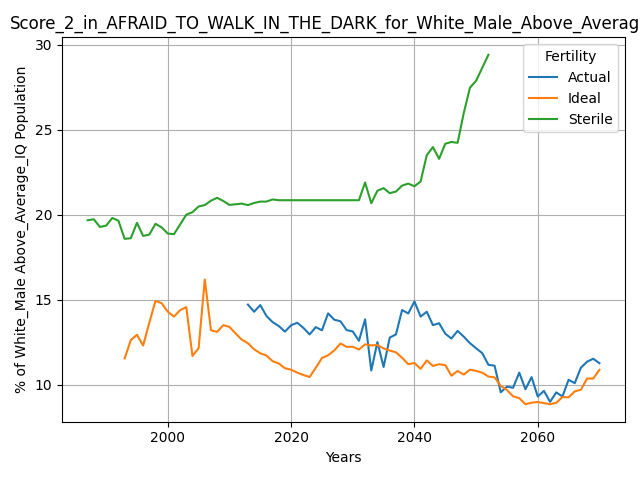 Score_2_in_AFRAID_TO_WALK_IN_THE_DARK_for_White_Male_Above_Averag
30
25
20
15
10
% of White_Male Above_Average_IQ Population
Fertility
Actual
Ideal
Sterile
2000
2020
2040
2060
Years